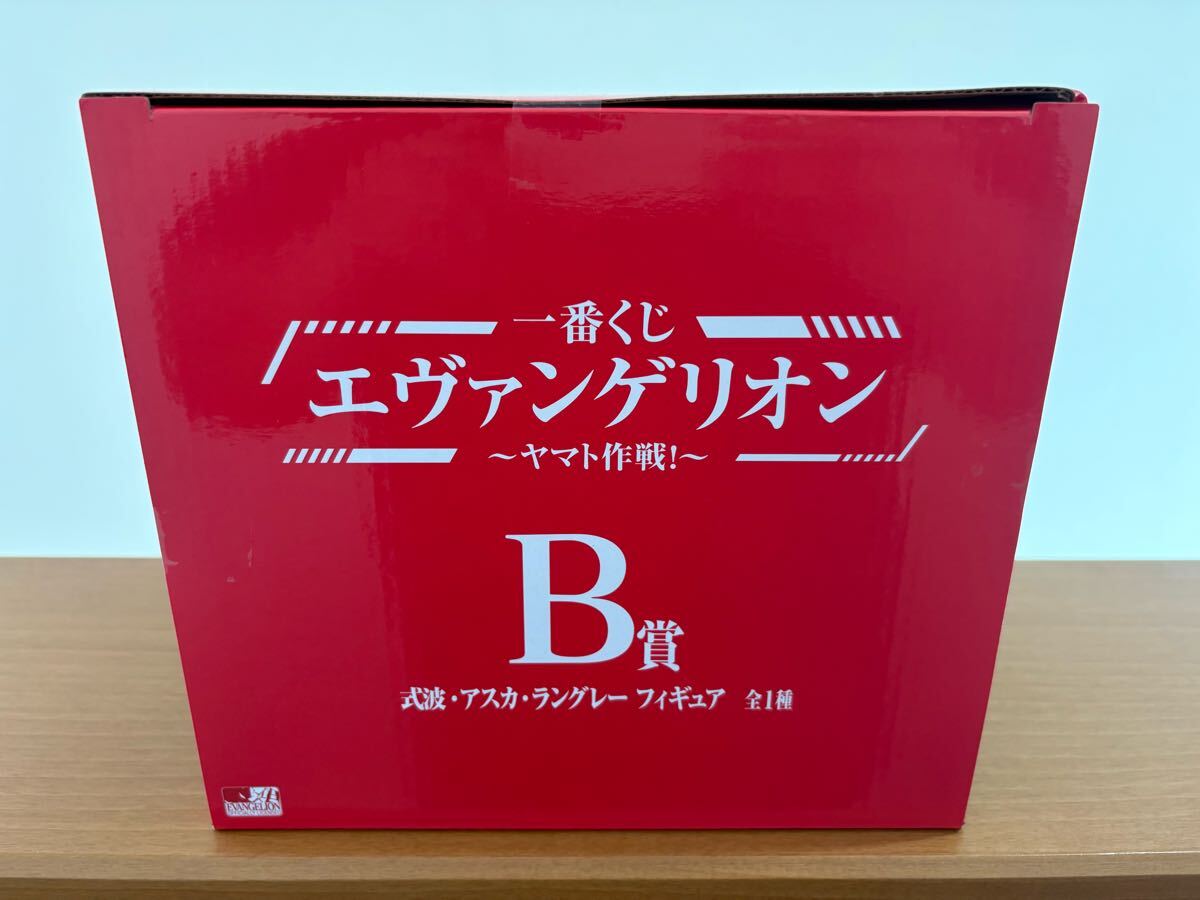 一番くじ
エヴァンゲリオン
～ヤマト作戦!～
B賞
式波・アスカ・ラングレー フィギュア 全1種
EVANGELION